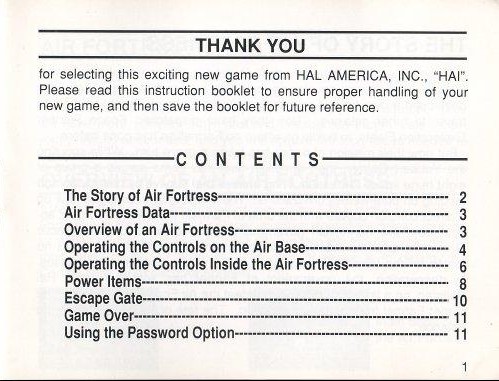 THANK YOU
for selecting this exciting new game from HAL AMERICA, INC., “HAI”.
Please read this instruction booklet to ensure proper handling of your
new game, and then save the booklet for future reference.
CONTENTS
The Story of Air Fortress 2
Air Fortress Data 3
Overview of an Air Fortress 3
Operating the Controls on the Air Base 4
Operating the Controls Inside the Air Fortress 6
Power Items 8
Escape Gate 10
Game Over 11
Using the Password Option 11
1